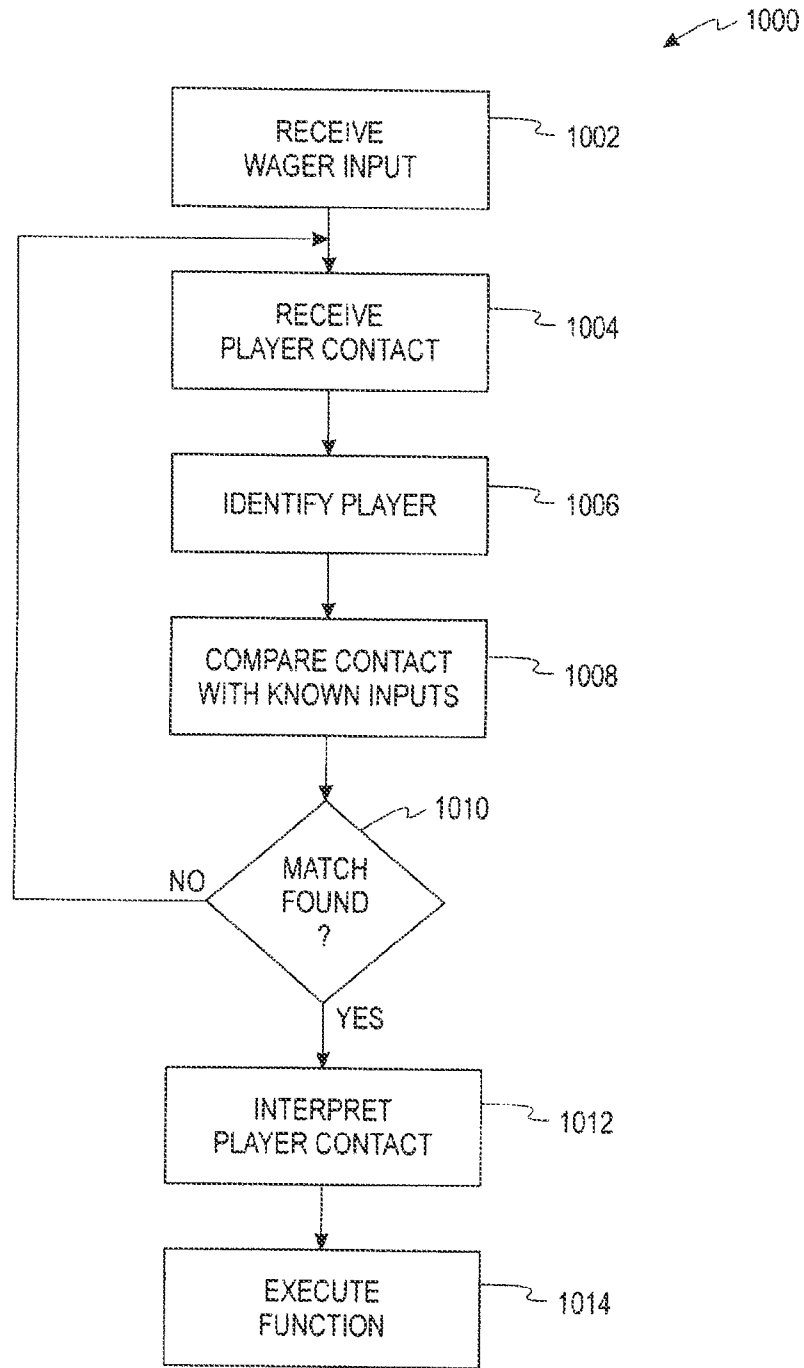 1000
RECEIVE
WAGER INPUT
1002
RECEIVE
PLAYER CONTACT
1004
IDENTIFY PLAYER
1006
COMPARE CONTACT
WITH KNOWN INPUTS
1008
1010
MATCH
FOUND
?
NO
YES
INTERPRET
PLAYER CONTACT
1012
EXECUTE
FUNCTION
1014